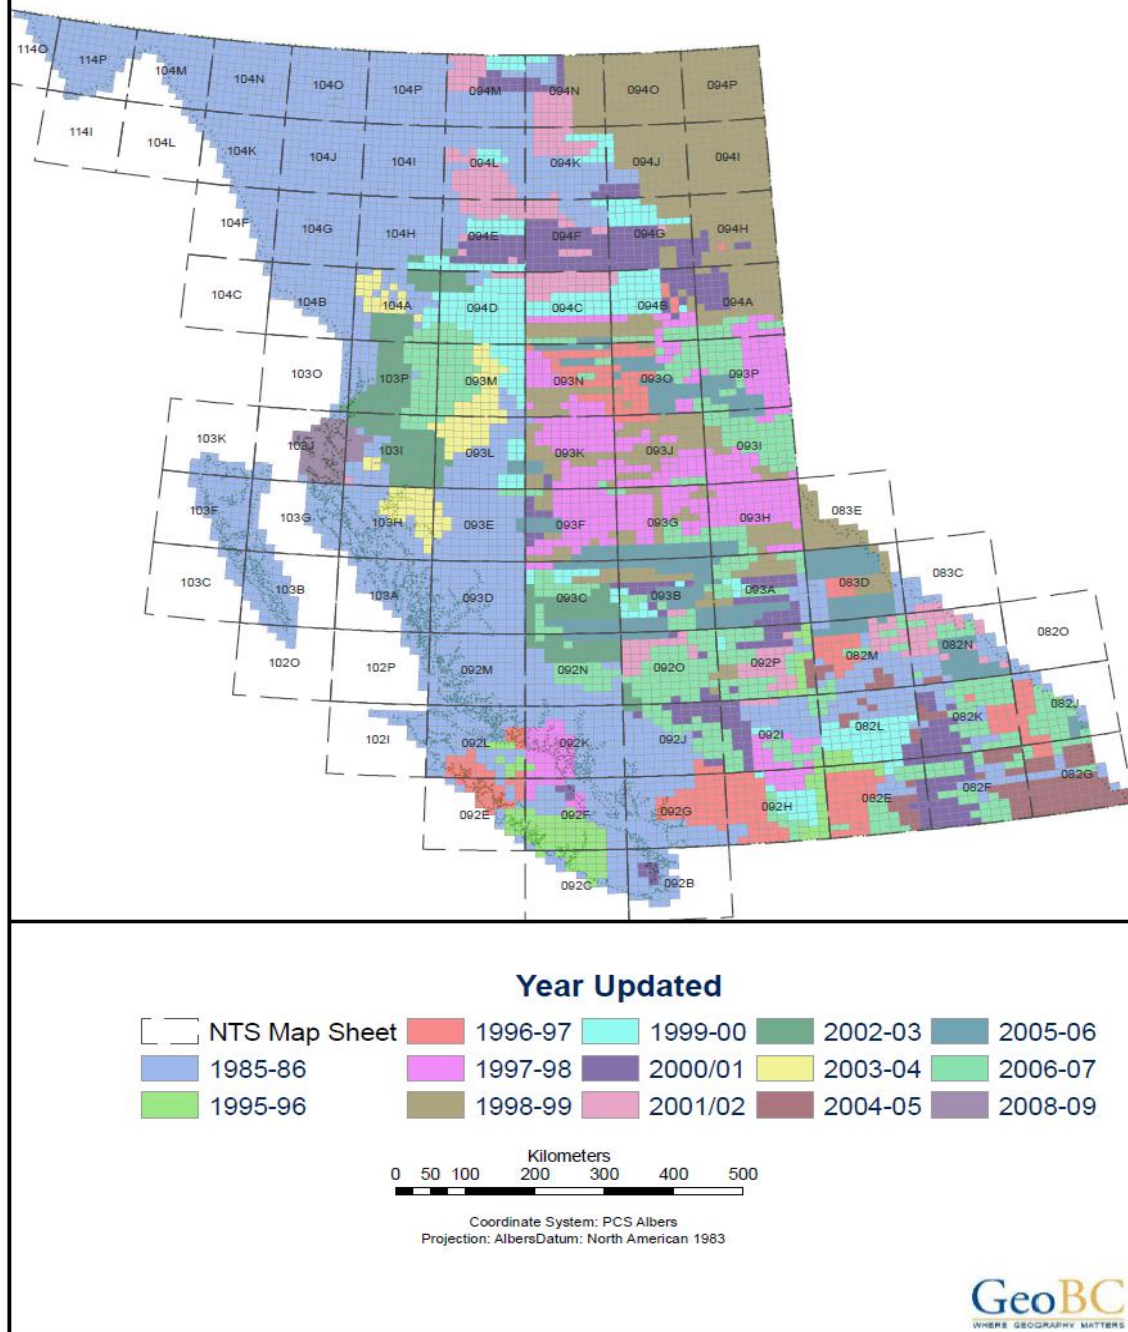 114O 114P 104M 104N 104O 104P 094M 094N 094O 094P
114I 104L 104K 104J 104I 094L 094K 094J 094I
104F 104G 104H 094E 094F 094G 094H
104C 104B 104A 094D 094C 094B 094A
103O 103P 093M 093N 093O 093P
103K 103J 103I 093L 093K 093J 093I
103F 103G 103H 093E 093F 093G 093H 083E
103C 103B 103A 093D 093C 093B 093A 083D 083C
102O 102P 092M 092N 092O 092P 082M 082N 082O
102I 092L 092K 092J 092I 082L 082K 082J
092E 092F 092G 092H 082E 082F 082G
092C 092B
Year Updated
NTS Map Sheet 1996-97 1999-00 2002-03 2005-06
1985-86 1997-98 2000/01 2003-04 2006-07
1995-96 1998-99 2001/02 2004-05 2008-09
Kilometers
0 50 100 200 300 400 500
Coordinate System: PCS Albers
Projection: AlbersDatum: North American 1983
GeoBC
WHERE GEOGRAPHY MATTERS